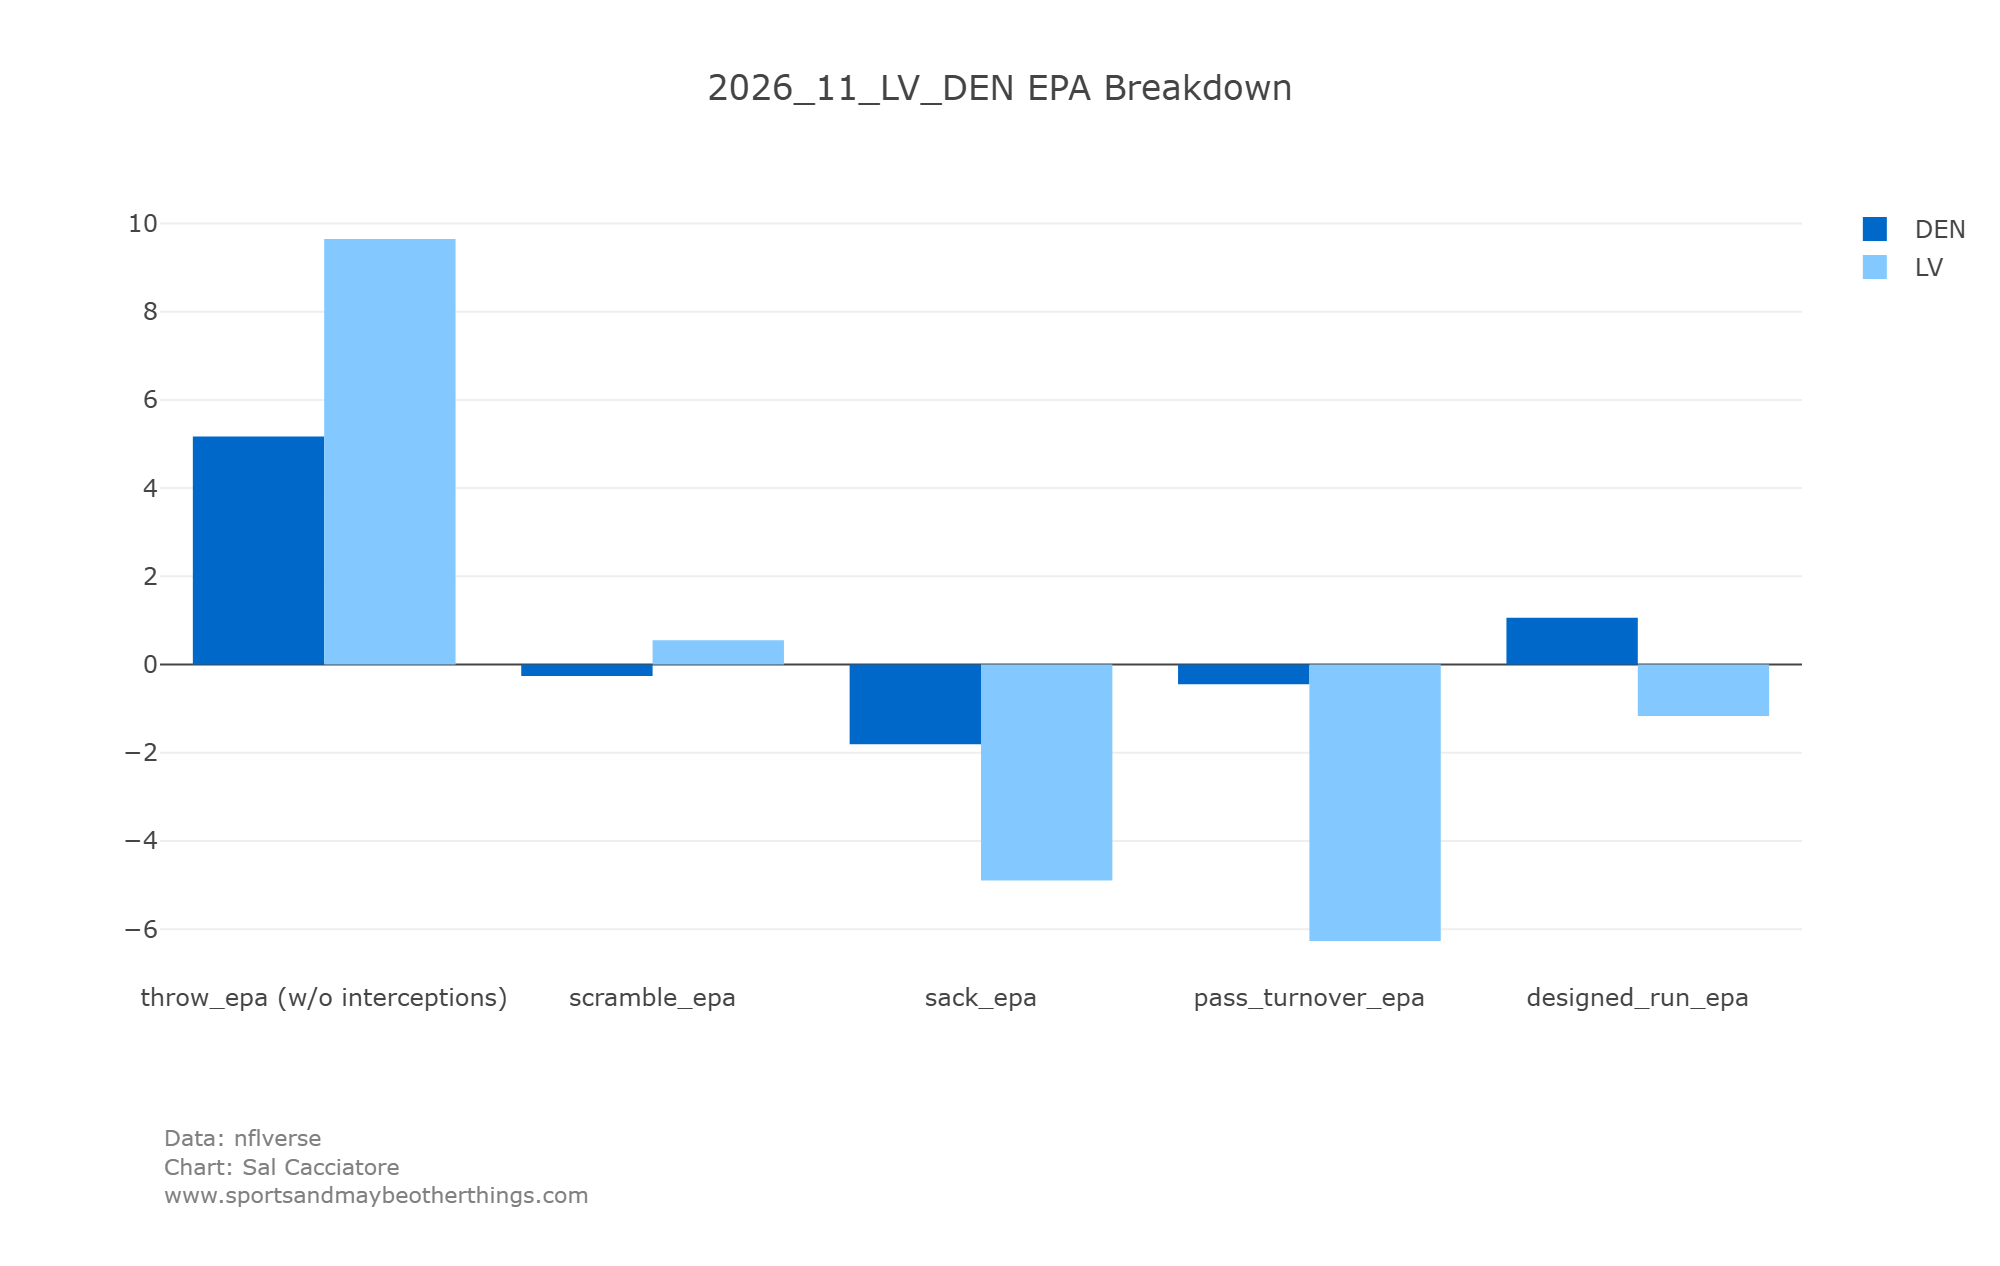 2026_11_LV_DEN EPA Breakdown
DEN
LV
10
8
6
4
2
0
−2
−4
−6
throw_epa (w/o interceptions)
scramble_epa
sack_epa
pass_turnover_epa
designed_run_epa
Data: nflverse
Chart: Sal Cacciatore
www.sportsandmaybeotherthings.com